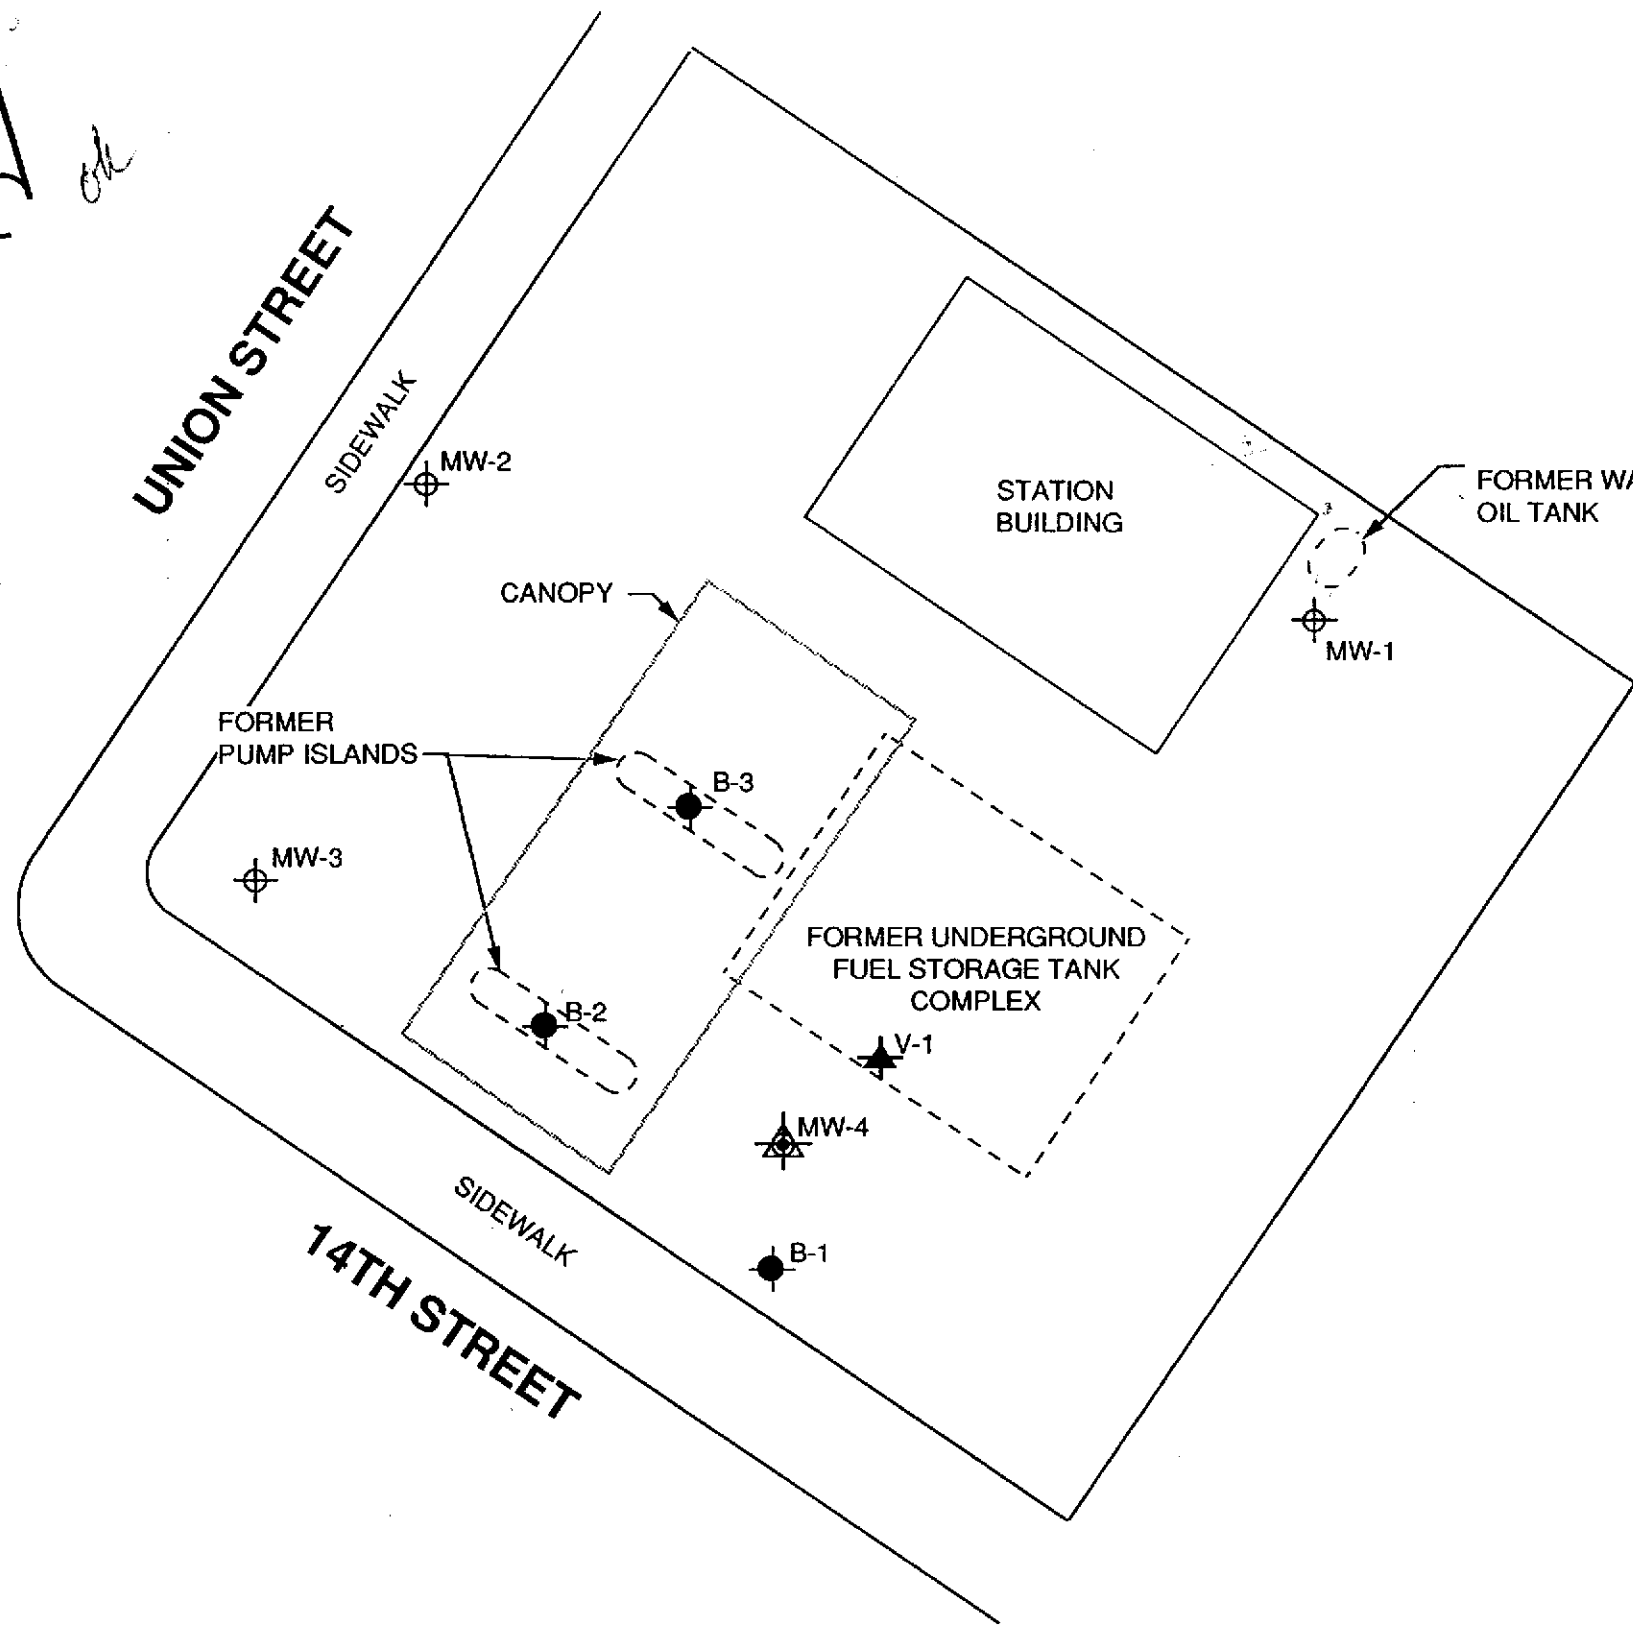 ok
UNION STREET
SIDEWALK
MW-2
STATION
BUILDING
FORMER WA
OIL TANK
MW-1
CANOPY
FORMER
PUMP ISLANDS
B-3
MW-3
FORMER UNDERGROUND
FUEL STORAGE TANK
COMPLEX
B-2
V-1
MW-4
SIDEWALK
B-1
14TH STREET